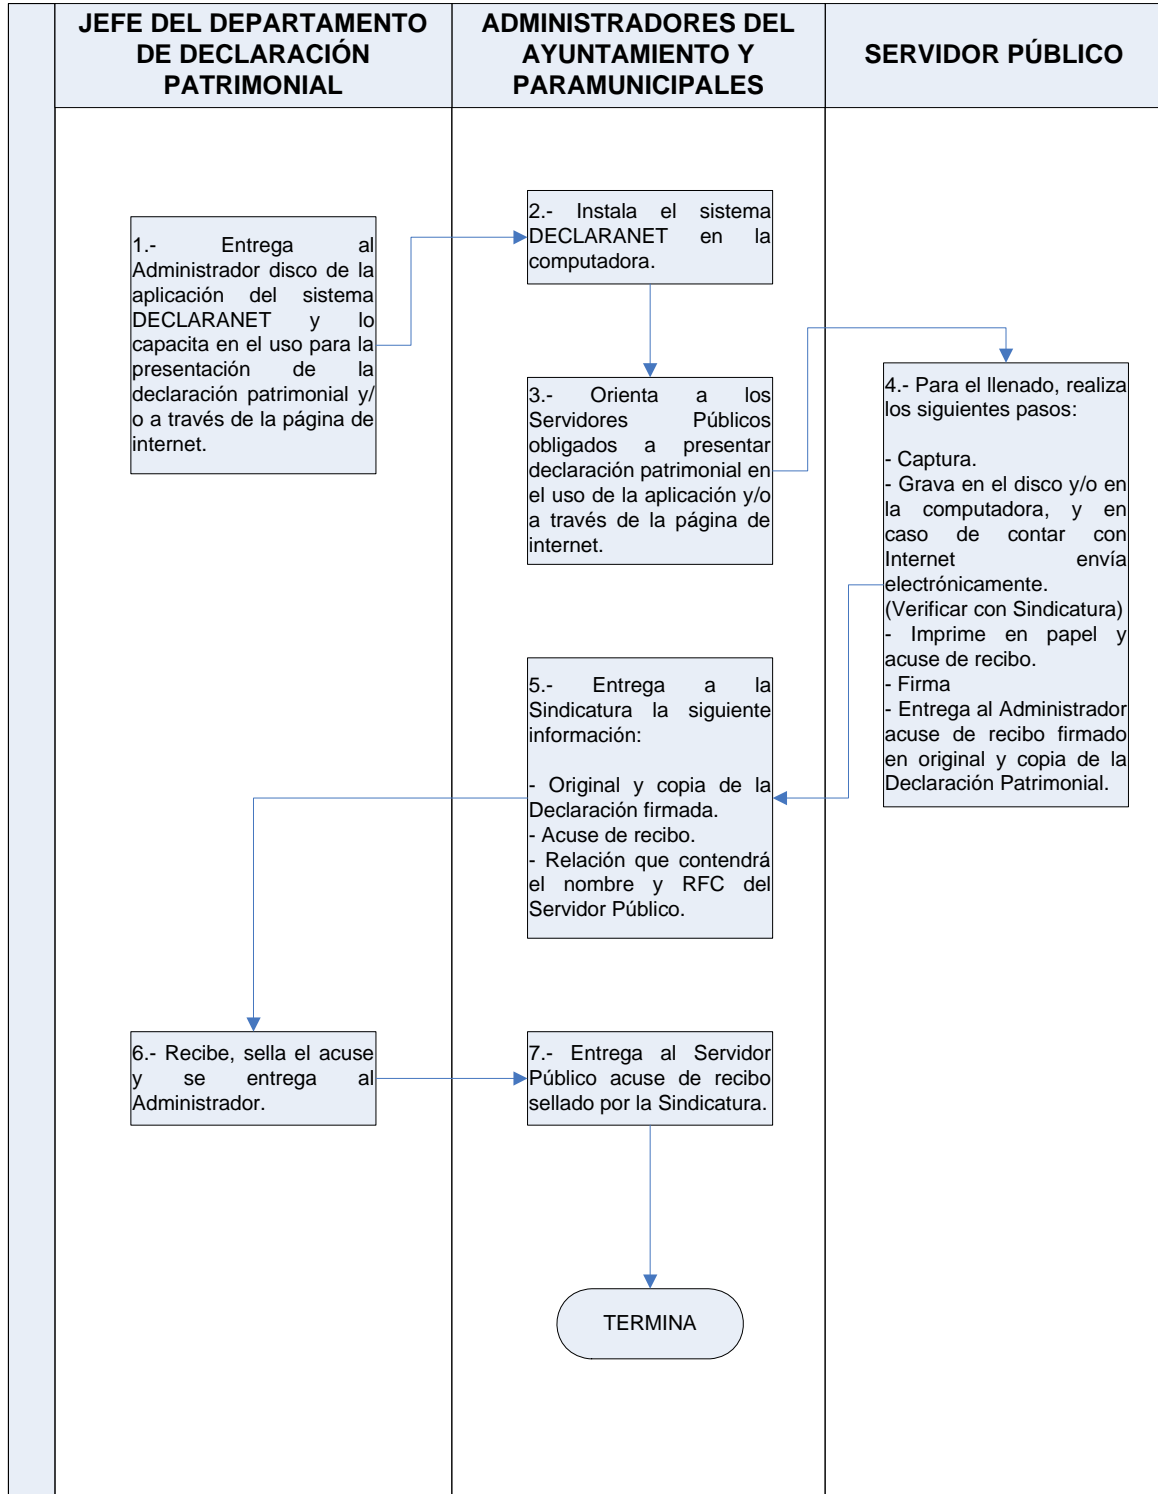 JEFE DEL DEPARTAMENTO
DE DECLARACIÓN
PATRIMONIAL
ADMINISTRADORES DEL
AYUNTAMIENTO Y
PARAMUNICIPALES
SERVIDOR PÚBLICO
1.- Entrega al
Administrador disco de la
aplicación del sistema
DECLARANET y lo
capacita en el uso para la
presentación de la
declaración patrimonial y/
o a través de la página de
internet.
2.- Instala el sistema
DECLARANET en la
computadora.
3.- Orienta a los
Servidores Públicos
obligados a presentar
declaración patrimonial en
el uso de la aplicación y/o
a través de la página de
internet.
4.- Para el llenado, realiza
los siguientes pasos:
- Captura.
- Grava en el disco y/o en
la computadora, y en
caso de contar con
Internet envía
electrónicamente.
(Verificar con Sindicatura)
- Imprime en papel y
acuse de recibo.
- Firma
- Entrega al Administrador
acuse de recibo firmado
en original y copia de la
Declaración Patrimonial.
5.- Entrega a la
Sindicatura la siguiente
información:
- Original y copia de la
Declaración firmada.
- Acuse de recibo.
- Relación que contendrá
el nombre y RFC del
Servidor Público.
6.- Recibe, sella el acuse
y se entrega al
Administrador.
7.- Entrega al Servidor
Público acuse de recibo
sellado por la Sindicatura.
TERMINA